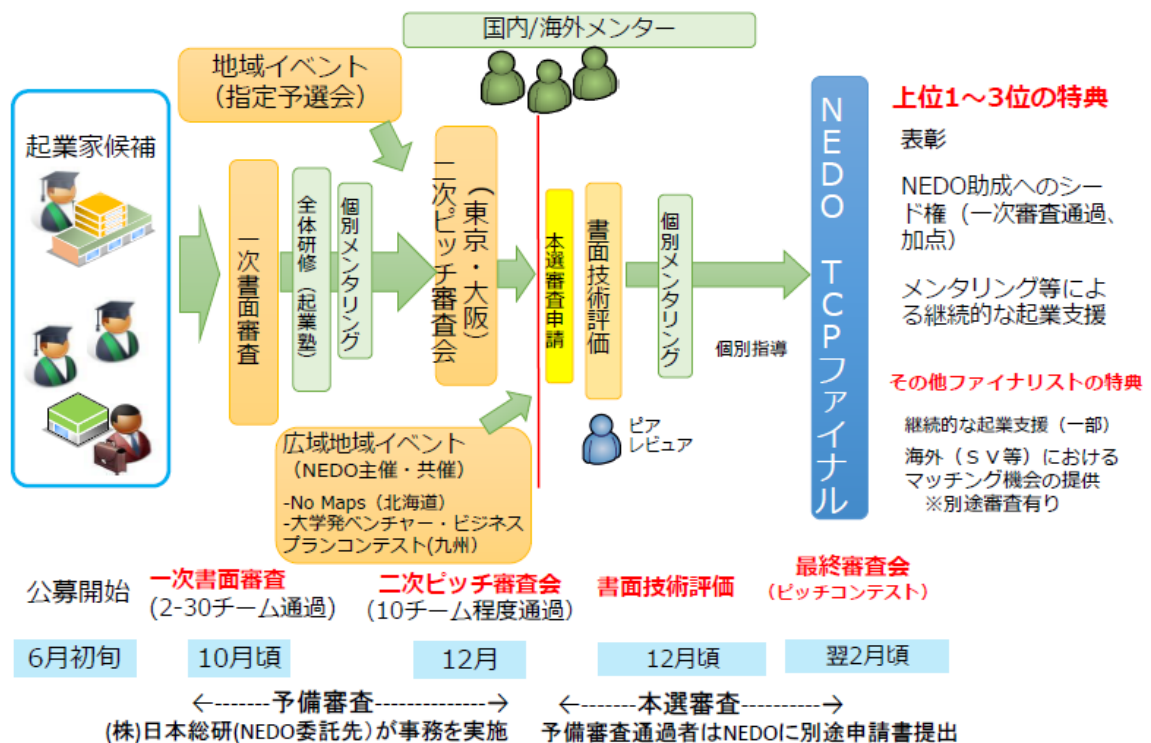 国内/海外メンター
地域イベント
(指定予選会)
起業家候補
一次書面審査
全体研修（起業塾）
個別メンタリング
二次ピッチ審査会
（東京・大阪）
本選審査申請
書面技術評価
個別メンタリング
個別指導
ピア
レビュア
NEDO TCPファイナル
広域地域イベント
(NEDO主催・共催)
-No Maps（北海道）
-大学発ベンチャー・ビジネス
プランコンテスト(九州）
上位1～3位の特典
表彰
NEDO助成へのシー
ド権（一次審査通過、
加点）
メンタリング等によ
る継続的な起業支援
その他ファイナリストの特典
継続的な起業支援（一部）
海外（ＳＶ等）における
マッチング機会の提供
※別途審査有り
公募開始
一次書面審査
(2-30チーム通過)
二次ピッチ審査会
(10チーム程度通過)
書面技術評価
最終審査会
(ピッチコンテスト)
6月初旬
10月頃
12月
12月頃
翌2月頃
←-------予備審査---------------→
(株)日本総研(NEDO委託先）が事務を実施
←-------本選審査----------→
予備審査通過者はNEDOに別途申請書提出